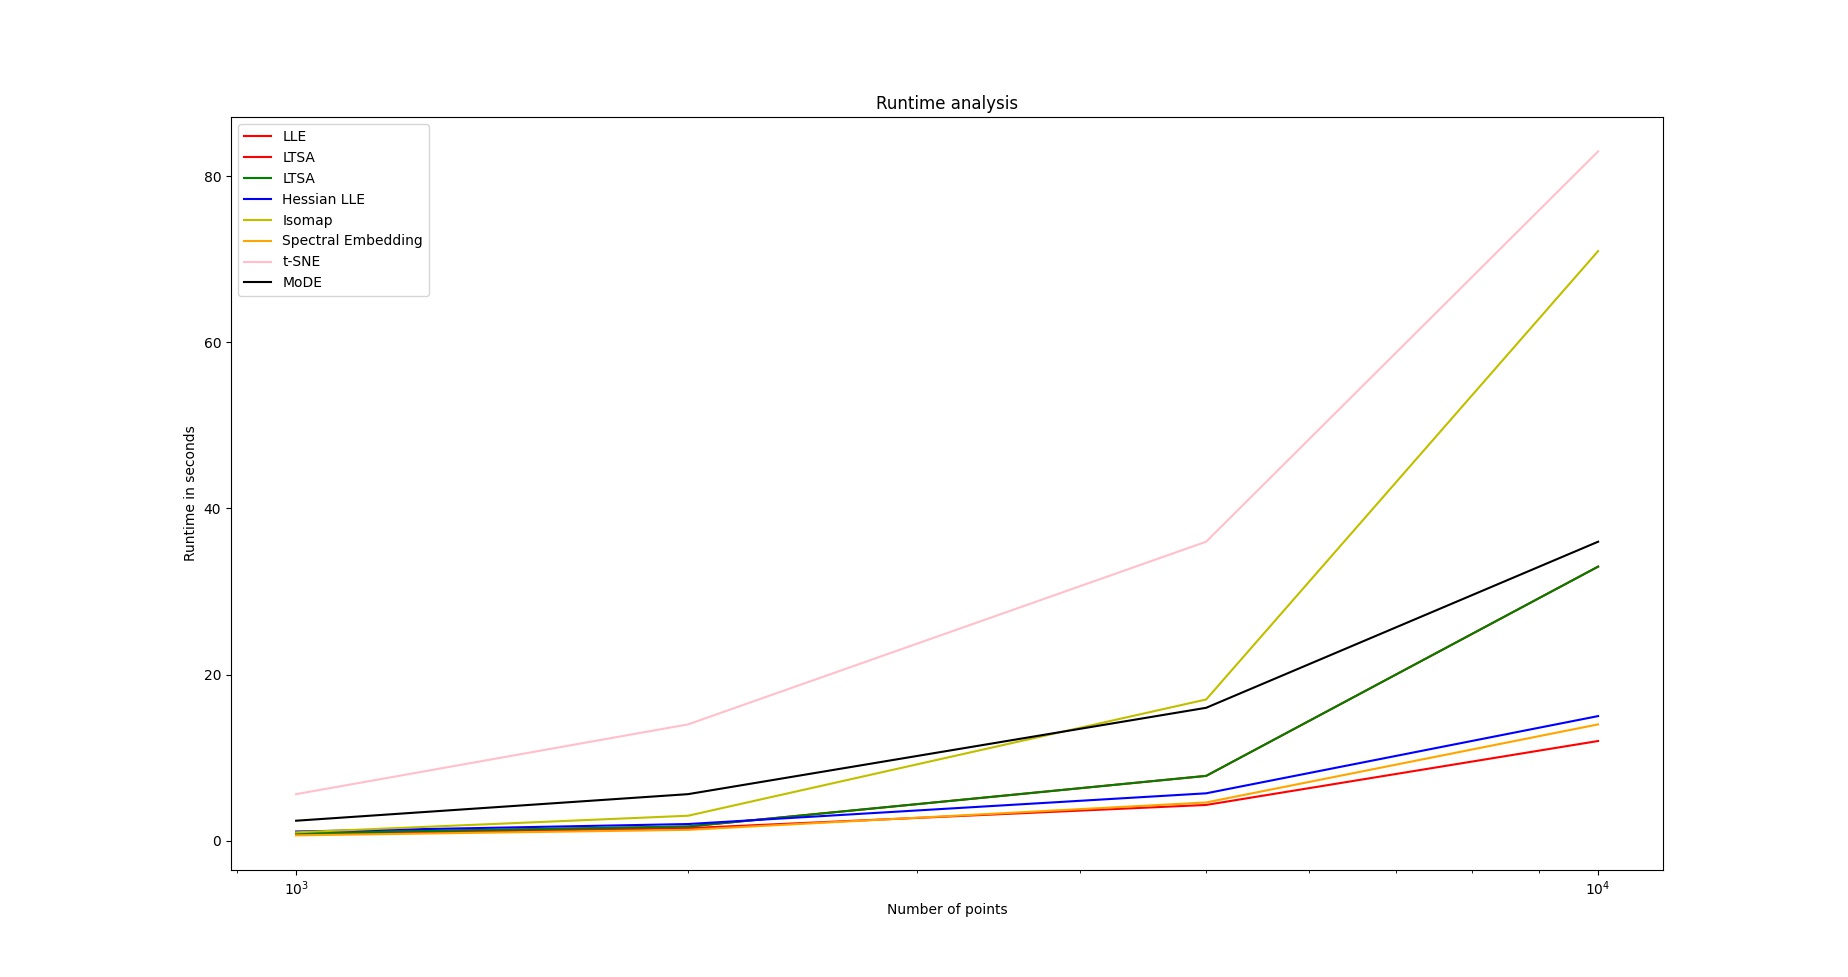 Runtime analysis
LLE
LTSA
LTSA
Hessian LLE
Isomap
Spectral Embedding
t-SNE
MoDE
80
60
40
20
0
Runtime in seconds
10³
10⁴
Number of points